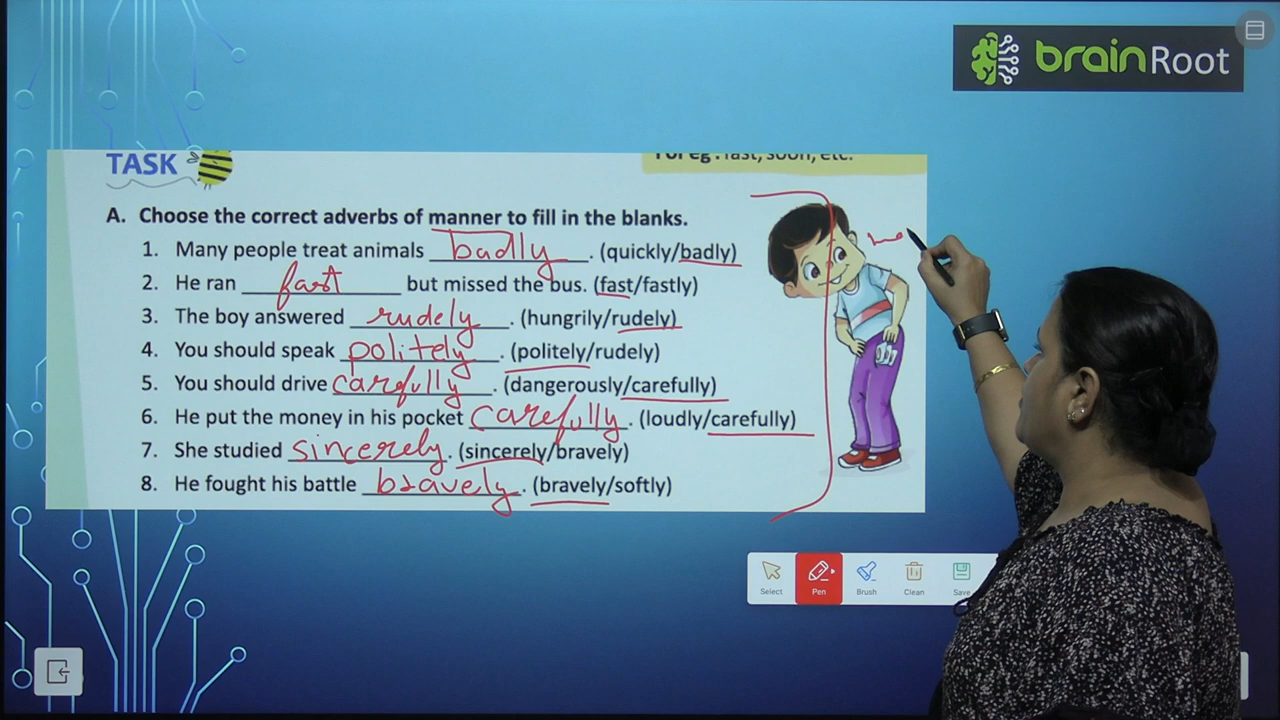 brainRoot
For eg : fast, soon, etc.
TASK
A. Choose the correct adverbs of manner to fill in the blanks.
1. Many people treat animals badly. (quickly/badly)
2. He ran fast but missed the bus. (fast/fastly)
3. The boy answered rudely. (hungrily/rudely)
4. You should speak politely. (politely/rudely)
5. You should drive carefully. (dangerously/carefully)
6. He put the money in his pocket carefully. (loudly/carefully)
7. She studied sincerely. (sincerely/bravely)
8. He fought his battle bravely. (bravely/softly)
Select Pen Brush Clean Save